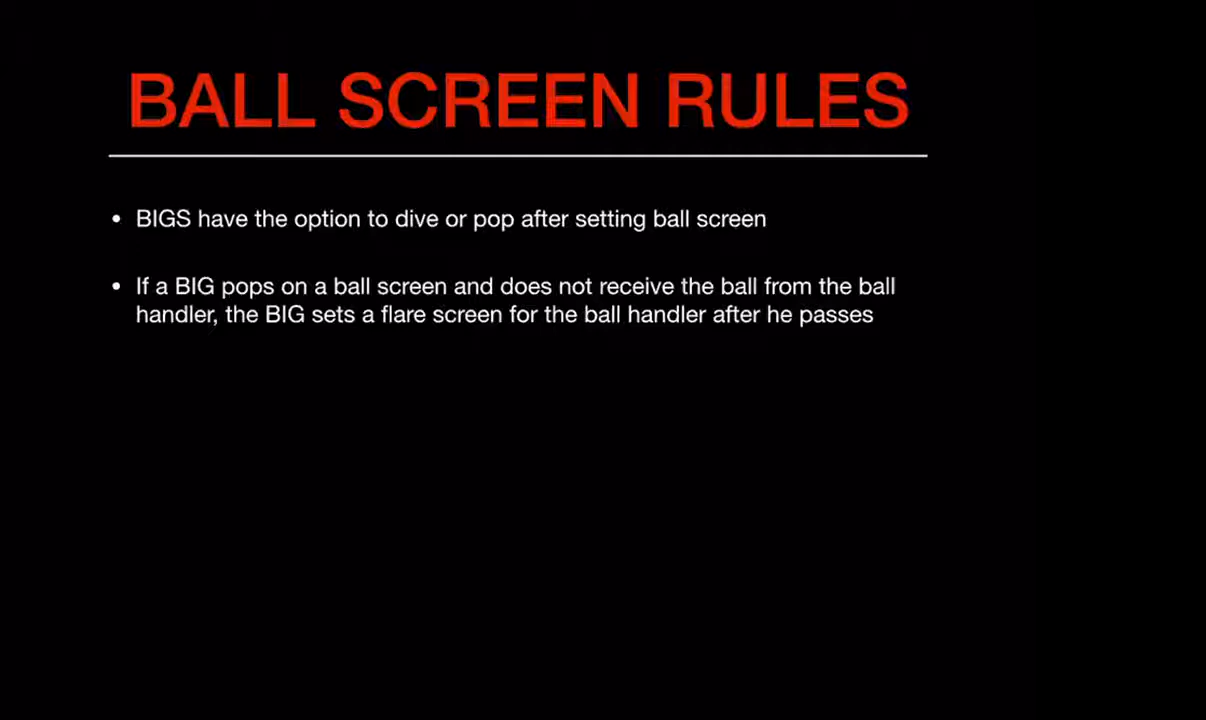 BALL SCREEN RULES
• BIGS have the option to dive or pop after setting ball screen
• If a BIG pops on a ball screen and does not receive the ball from the ball
handler, the BIG sets a flare screen for the ball handler after he passes